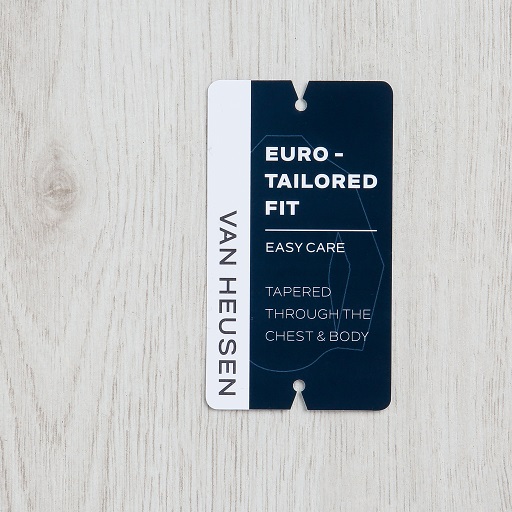 VAN HEUSEN
EURO -
TAILORED
FIT
EASY CARE
TAPERED
THROUGH THE
CHEST & BODY